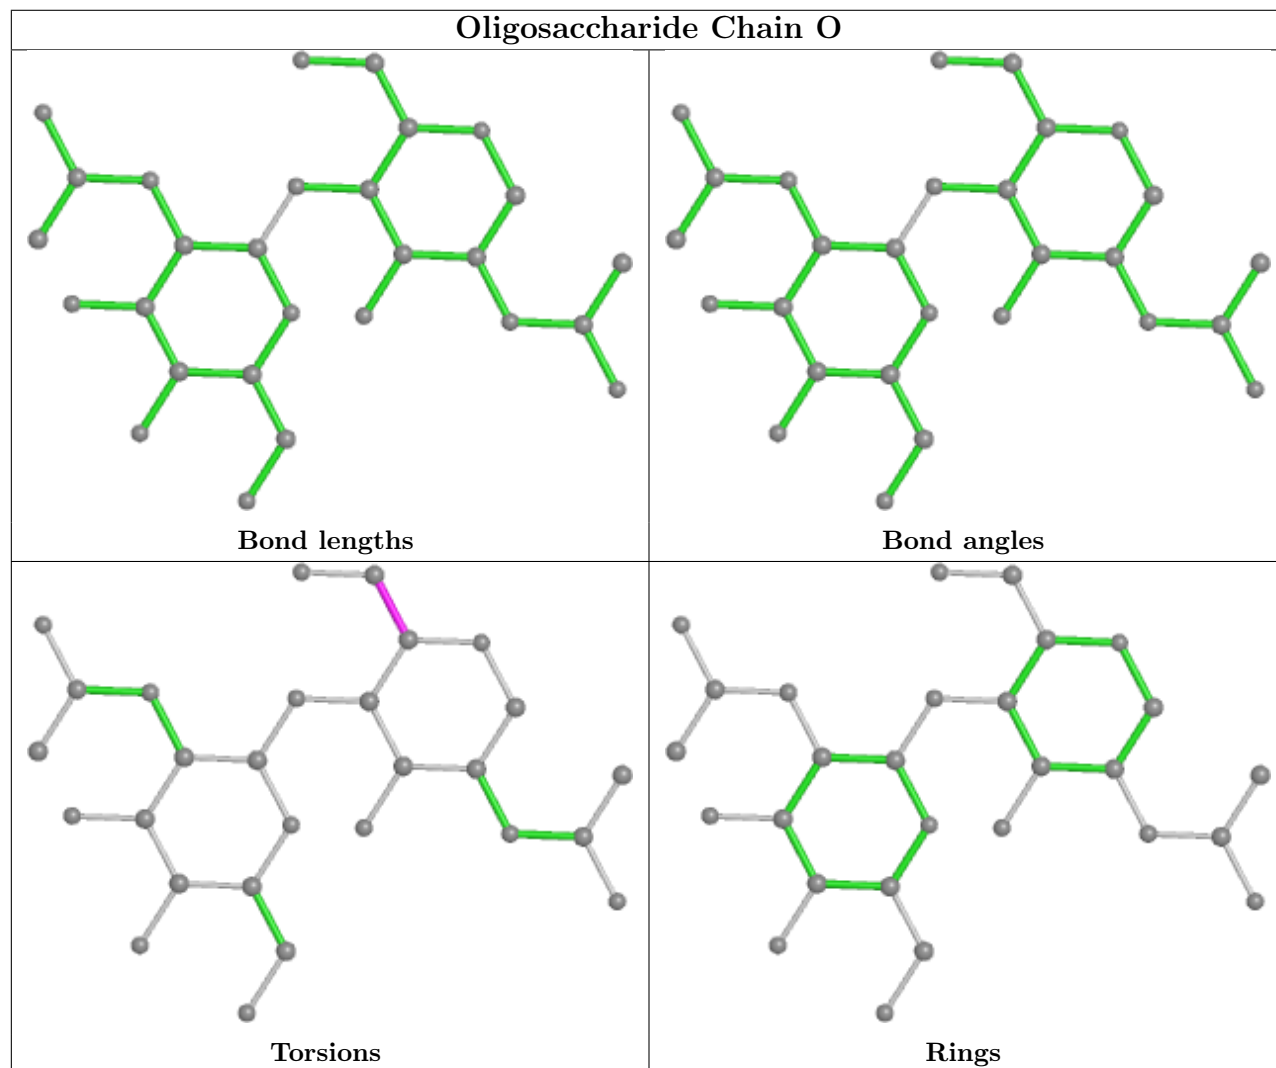 Oligosaccharide Chain O
Bond lengths
Bond angles
Torsions
Rings